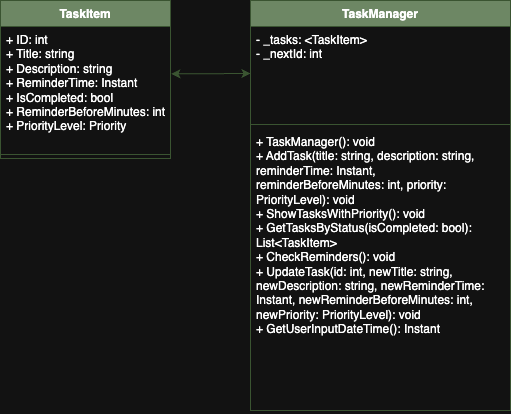 TaskItem
+ ID: int
+ Title: string
+ Description: string
+ ReminderTime: Instant
+ IsCompleted: bool
+ ReminderBeforeMinutes: int
+ PriorityLevel: Priority
TaskManager
- _tasks: <TaskItem>
- _nextId: int
+ TaskManager(): void
+ AddTask(title: string, description: string,
reminderTime: Instant,
reminderBeforeMinutes: int, priority:
PriorityLevel): void
+ ShowTasksWithPriority(): void
+ GetTasksByStatus(isCompleted: bool):
List<TaskItem>
+ CheckReminders(): void
+ UpdateTask(id: int, newTitle: string,
newDescription: string, newReminderTime:
Instant, newReminderBeforeMinutes: int,
newPriority: PriorityLevel): void
+ GetUserInputDateTime(): Instant